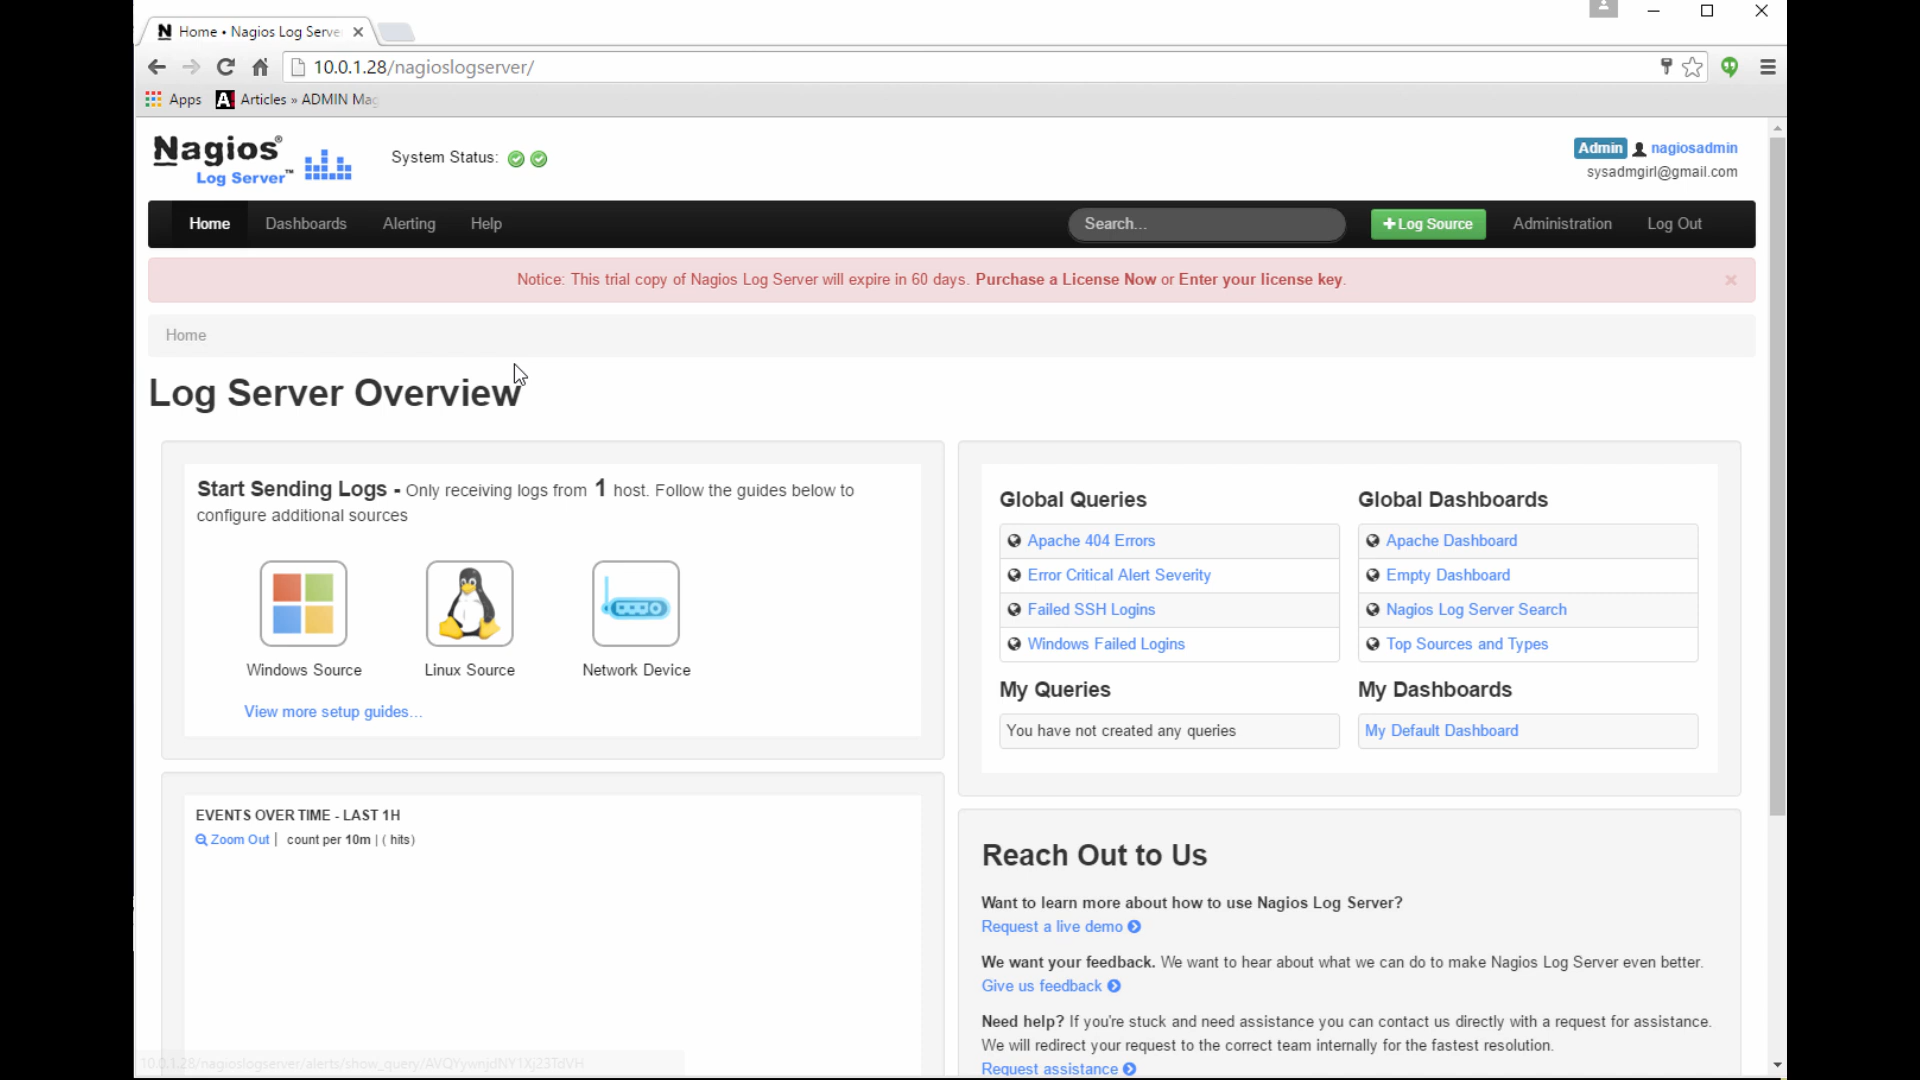 Home • Nagios Log Serve
10.0.1.28/nagioslogserver/
Apps
Articles » ADMIN Mag
Nagios®
Log Server™
System Status:
Admin nagiosadmin
sysadmgirl@gmail.com
Home Dashboards Alerting Help Search... +Log Source Administration Log Out
Notice: This trial copy of Nagios Log Server will expire in 60 days. Purchase a License Now or Enter your license key.
Home
Log Server Overview
Start Sending Logs - Only receiving logs from 1 host. Follow the guides below to
configure additional sources
Windows Source
Linux Source
Network Device
View more setup guides...
Global Queries
Apache 404 Errors
Error Critical Alert Severity
Failed SSH Logins
Windows Failed Logins
Global Dashboards
Apache Dashboard
Empty Dashboard
Nagios Log Server Search
Top Sources and Types
My Queries
You have not created any queries
My Dashboards
My Default Dashboard
EVENTS OVER TIME - LAST 1H
Zoom Out | count per 10m | ( hits)
Reach Out to Us
Want to learn more about how to use Nagios Log Server?
Request a live demo
We want your feedback. We want to hear about what we can do to make Nagios Log Server even better.
Give us feedback
Need help? If you're stuck and need assistance you can contact us directly with a request for assistance.
We will redirect your request to the correct team internally for the fastest resolution.
Request assistance